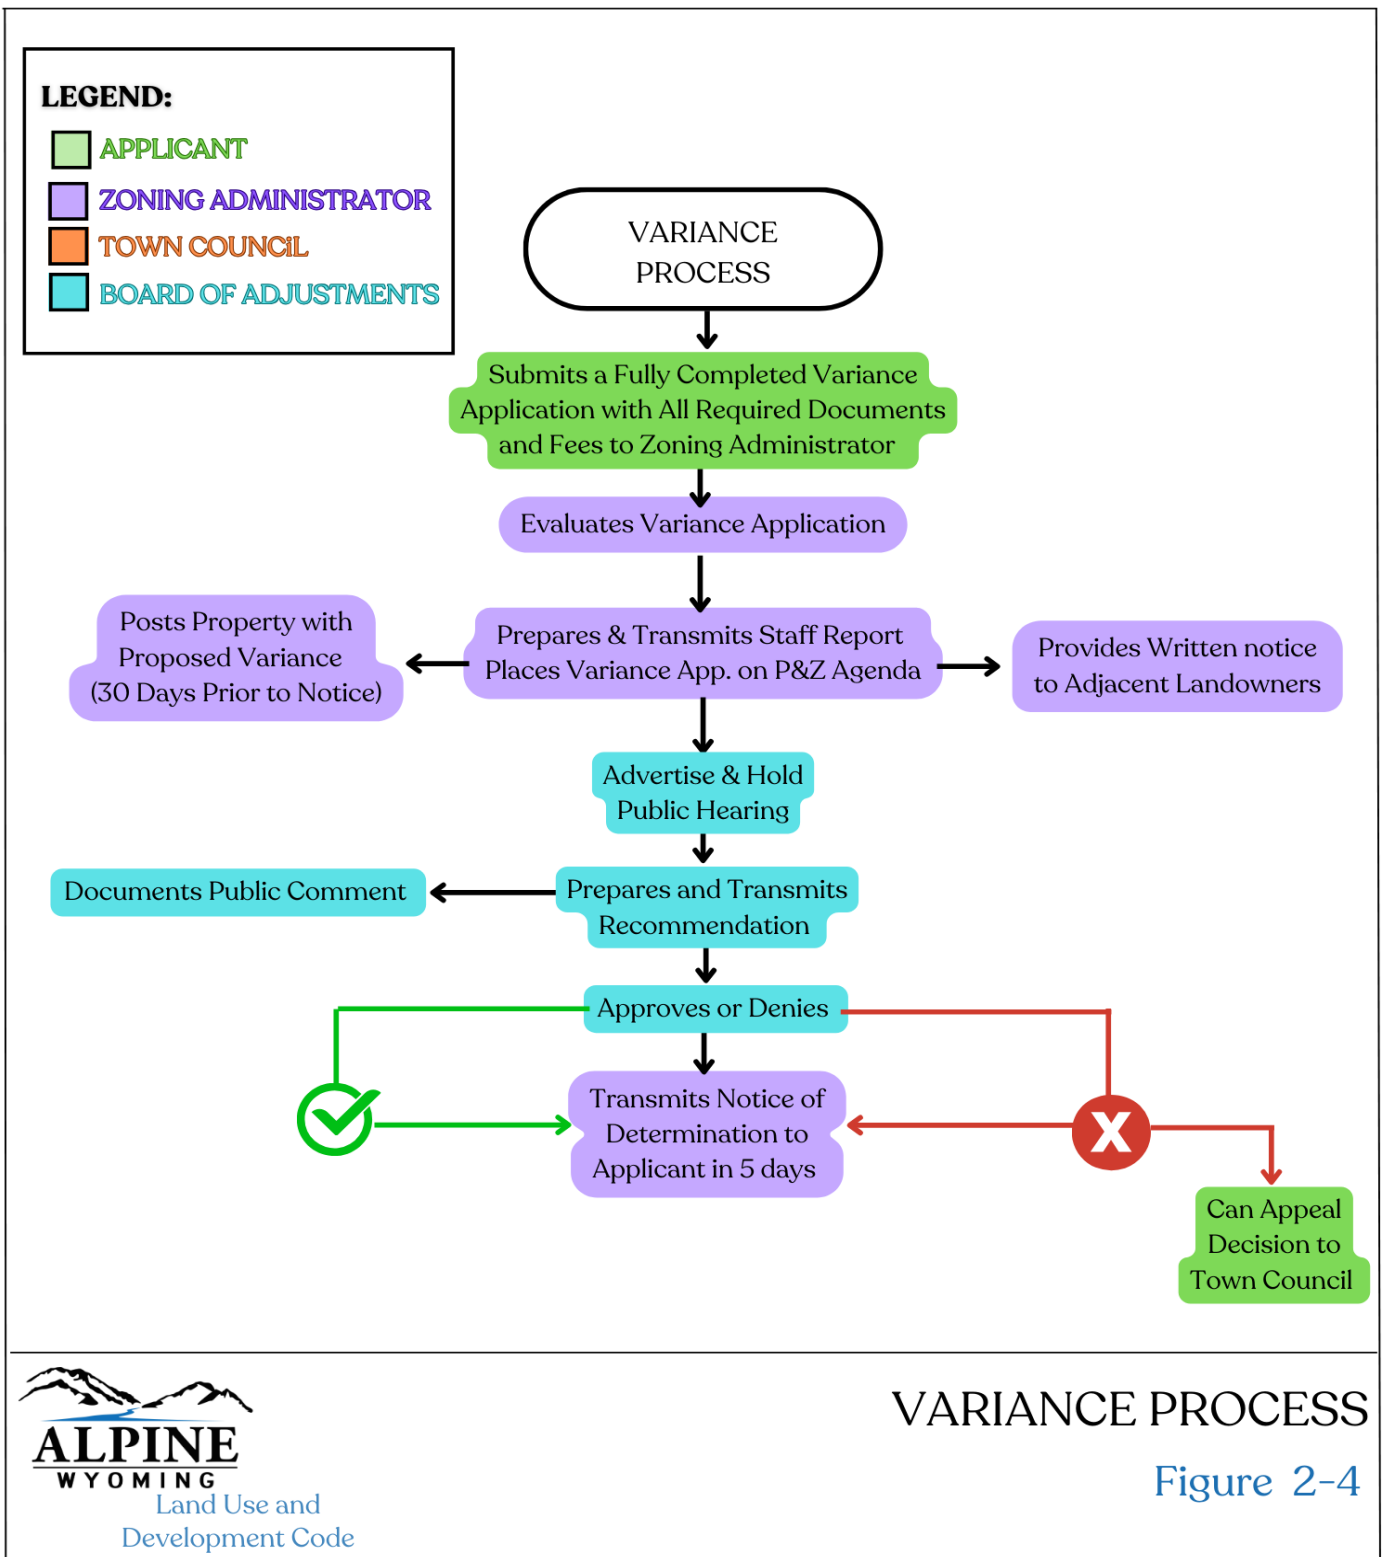 LEGEND:
APPLICANT
ZONING ADMINISTRATOR
TOWN COUNCiL
BOARD OF ADJUSTMENTS
VARIANCE
PROCESS
Submits a Fully Completed Variance
Application with All Required Documents
and Fees to Zoning Administrator
Evaluates Variance Application
Posts Property with
Proposed Variance
(30 Days Prior to Notice)
Prepares & Transmits Staff Report
Places Variance App. on P&Z Agenda
Provides Written notice
to Adjacent Landowners
Advertise & Hold
Public Hearing
Documents Public Comment
Prepares and Transmits
Recommendation
Approves or Denies
Transmits Notice of
Determination to
Applicant in 5 days
X
Can Appeal
Decision to
Town Council
ALPINE
WYOMING
Land Use and
Development Code
VARIANCE PROCESS
Figure 2-4